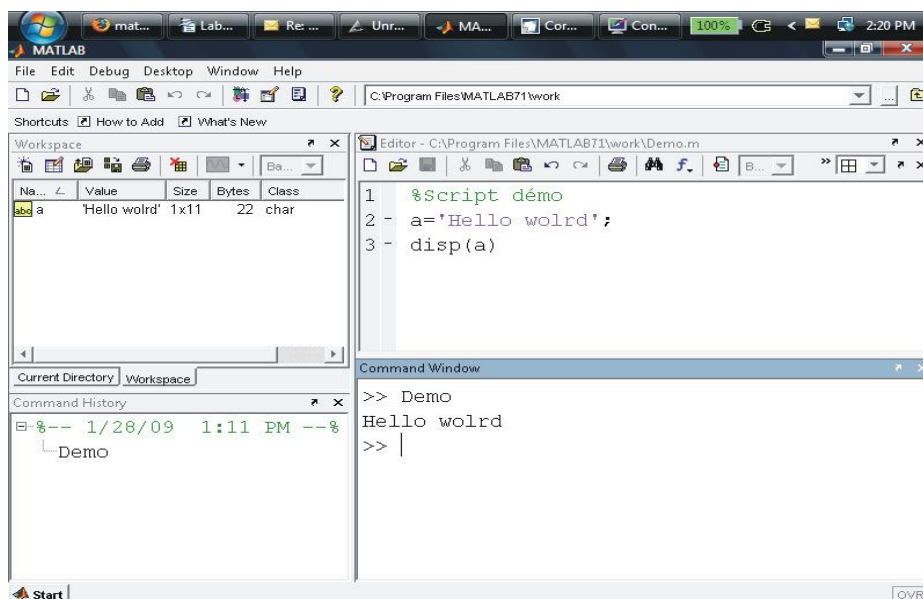 mat... Lab... Re: ... Unr... MA... Cor... Con... 100% < 2:20 PM
MATLAB
File Edit Debug Desktop Window Help
C:\Program Files\MATLAB71\work ...
Shortcuts How to Add What's New
Workspace
Ba...
Na... Value Size Bytes Class
abc a 'Hello wolrd' 1x11 22 char
Current Directory Workspace
Command History
%-- 1/28/09 1:11 PM --%
Demo
Editor - C:\Program Files\MATLAB71\work\Demo.m
B... »
1 %Script démo
2 - a='Hello wolrd';
3 - disp(a)
Command Window
>> Demo
Hello wolrd
>>
Start
OVR